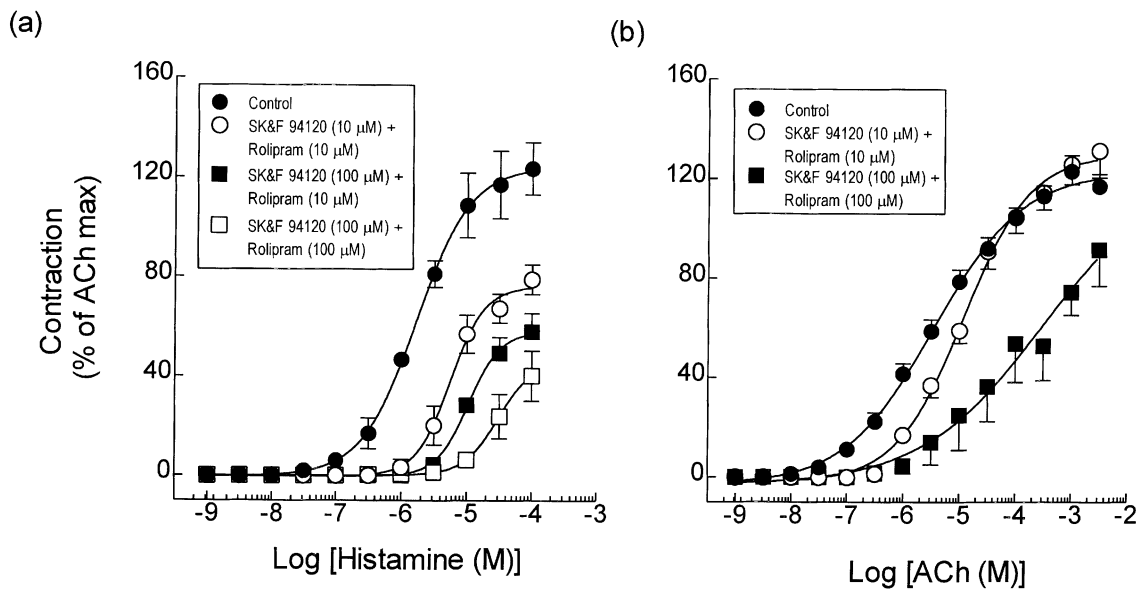 (a)
(b)
160
120
80
40
0
Control
SK&F 94120 (10 μM) +
Rolipram (10 μM)
SK&F 94120 (100 μM) +
Rolipram (10 μM)
SK&F 94120 (100 μM) +
Rolipram (100 μM)
Contraction
(% of ACh max)
-9 -8 -7 -6 -5 -4 -3
Log [Histamine (M)]
160
120
80
40
0
Control
SK&F 94120 (10 μM) +
Rolipram (10 μM)
SK&F 94120 (100 μM) +
Rolipram (100 μM)
-9 -8 -7 -6 -5 -4 -3 -2
Log [ACh (M)]